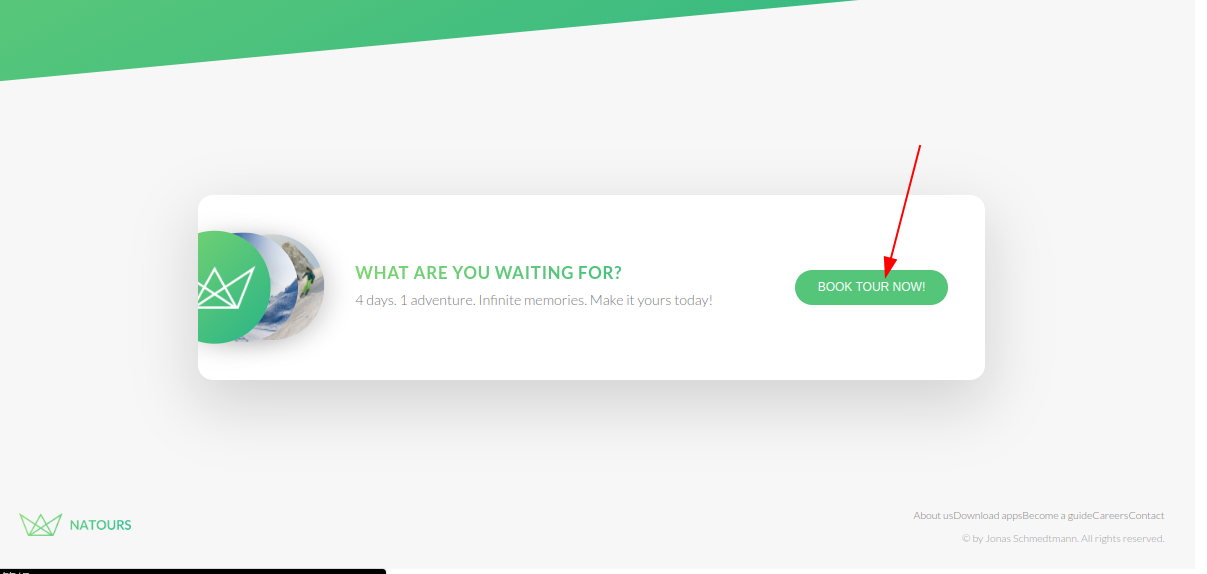 WHAT ARE YOU WAITING FOR?
4 days. 1 adventure. Infinite memories. Make it yours today!
BOOK TOUR NOW!
NATOURS
About usDownload appsBecome a guideCareersContact
© by Jonas Schmedtmann. All rights reserved.